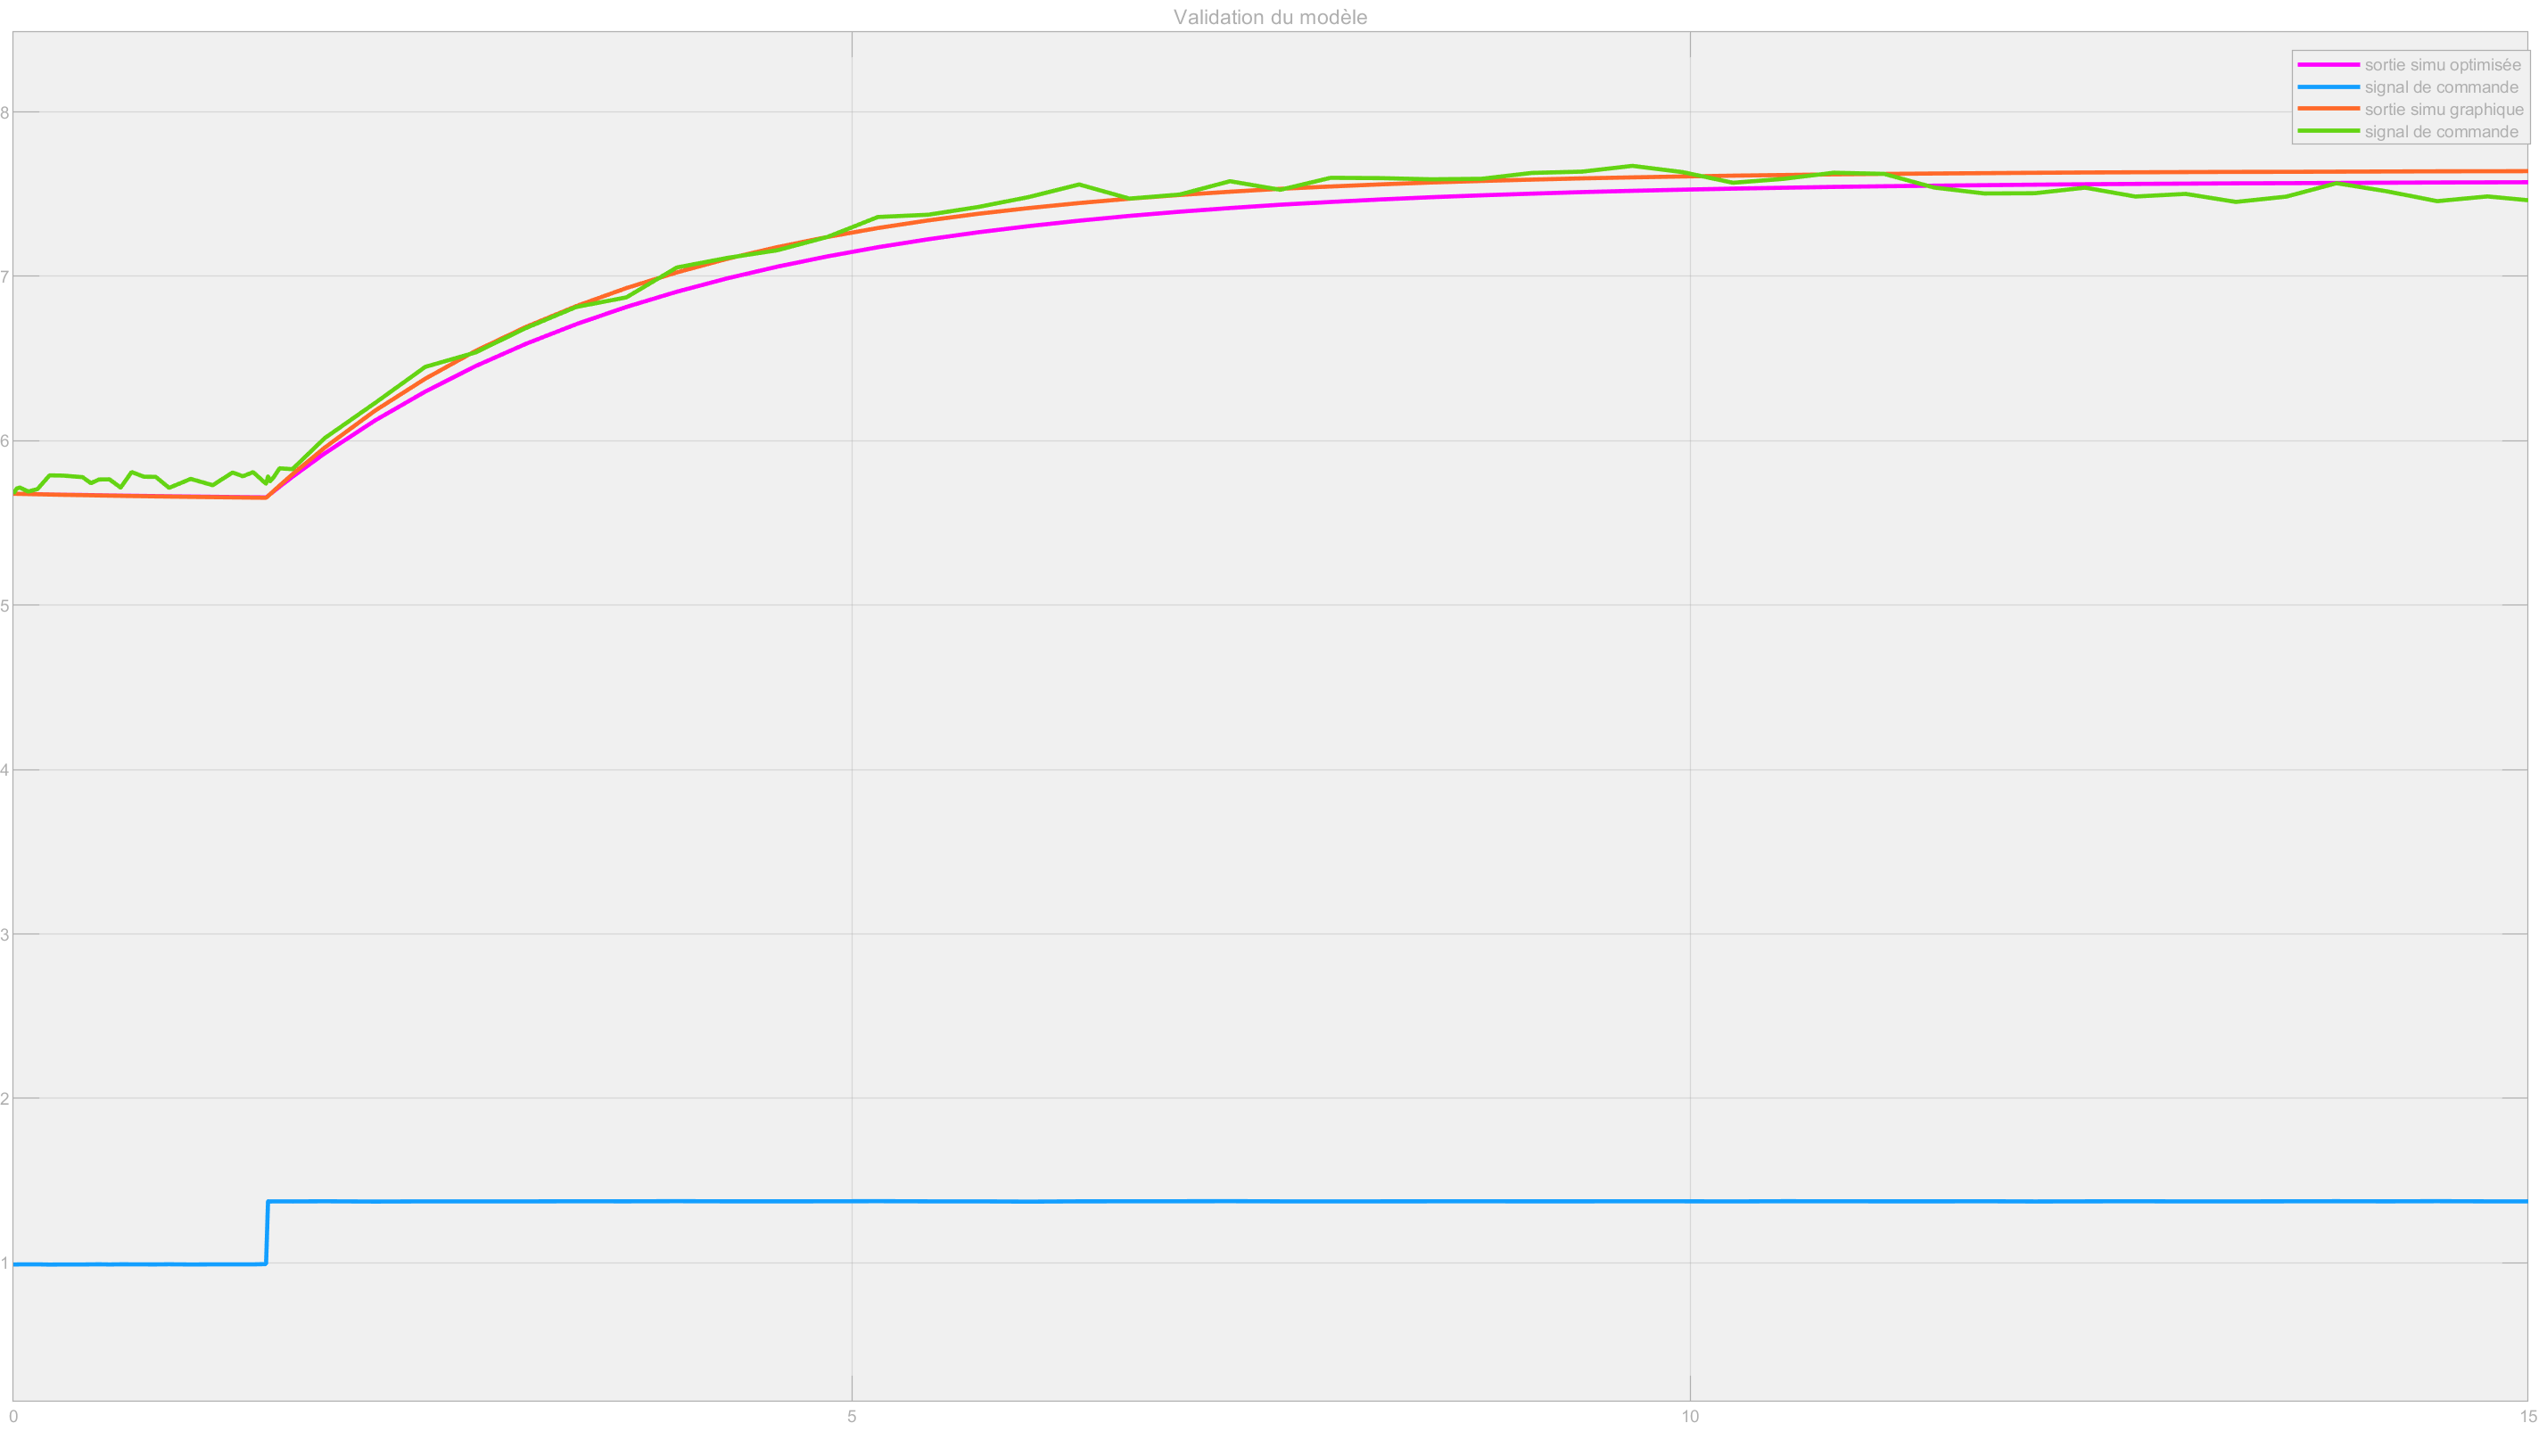 Validation du modèle
sortie simu optimisée
signal de commande
sortie simu graphique
signal de commande
8
7
6
5
4
3
2
1
0 5 10 15